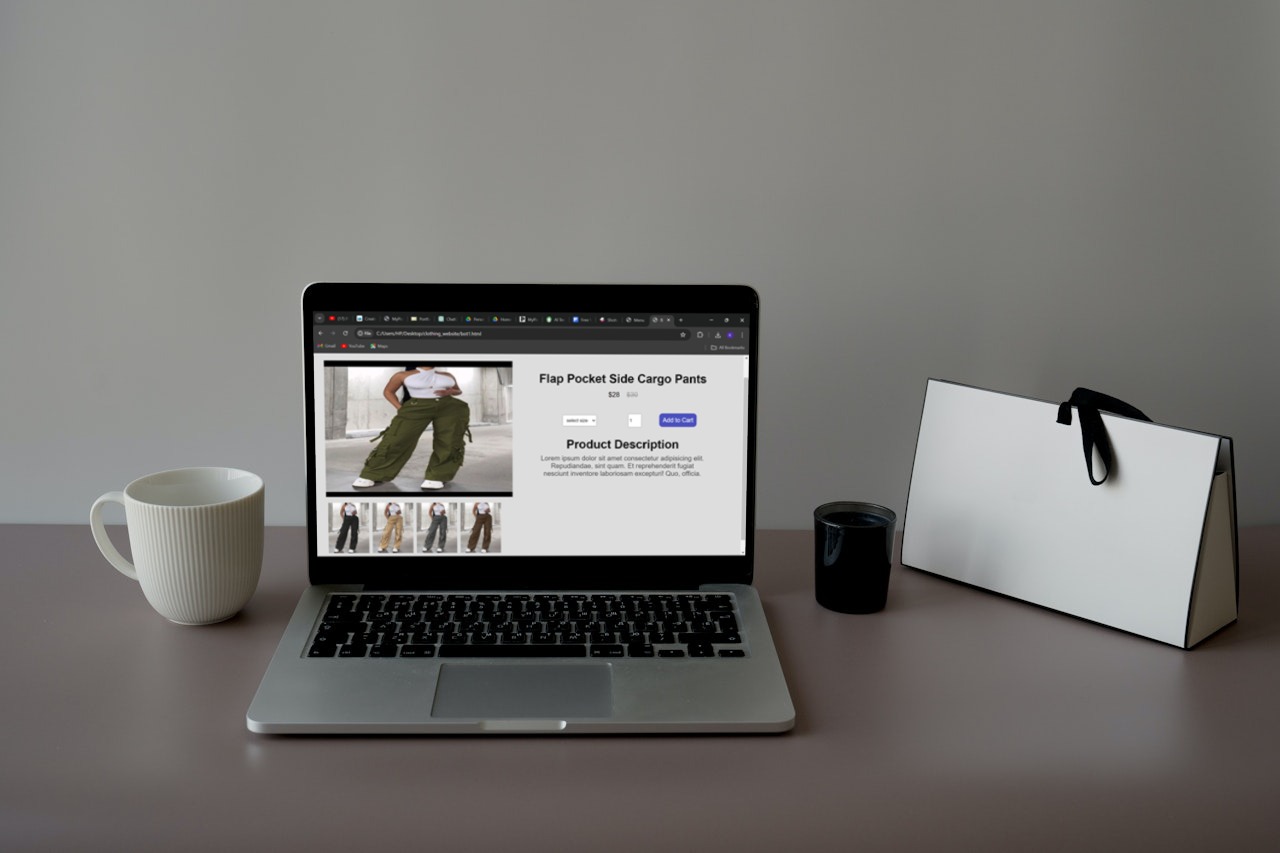 File C:/Users/HP/Desktop/clothing_website/bot1.html
Gmail YouTube Maps All Bookmarks
Flap Pocket Side Cargo Pants
$28 $30
select size 1 Add to Cart
Product Description
Lorem ipsum dolor sit amet consectetur adipisicing elit.
Repudiandae, sint quam. Et reprehenderit fugiat
nesciunt inventore laboriosam excepturi! Quo, officia.